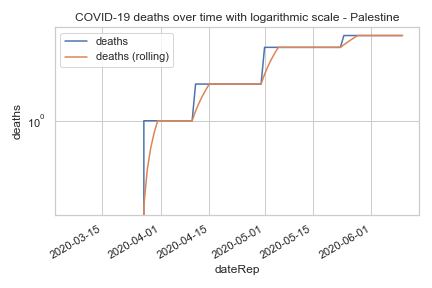 COVID-19 deaths over time with logarithmic scale - Palestine
deaths
deaths (rolling)
deaths
10⁰
2020-03-15
2020-04-01
2020-04-15
2020-05-01
2020-05-15
2020-06-01
dateRep